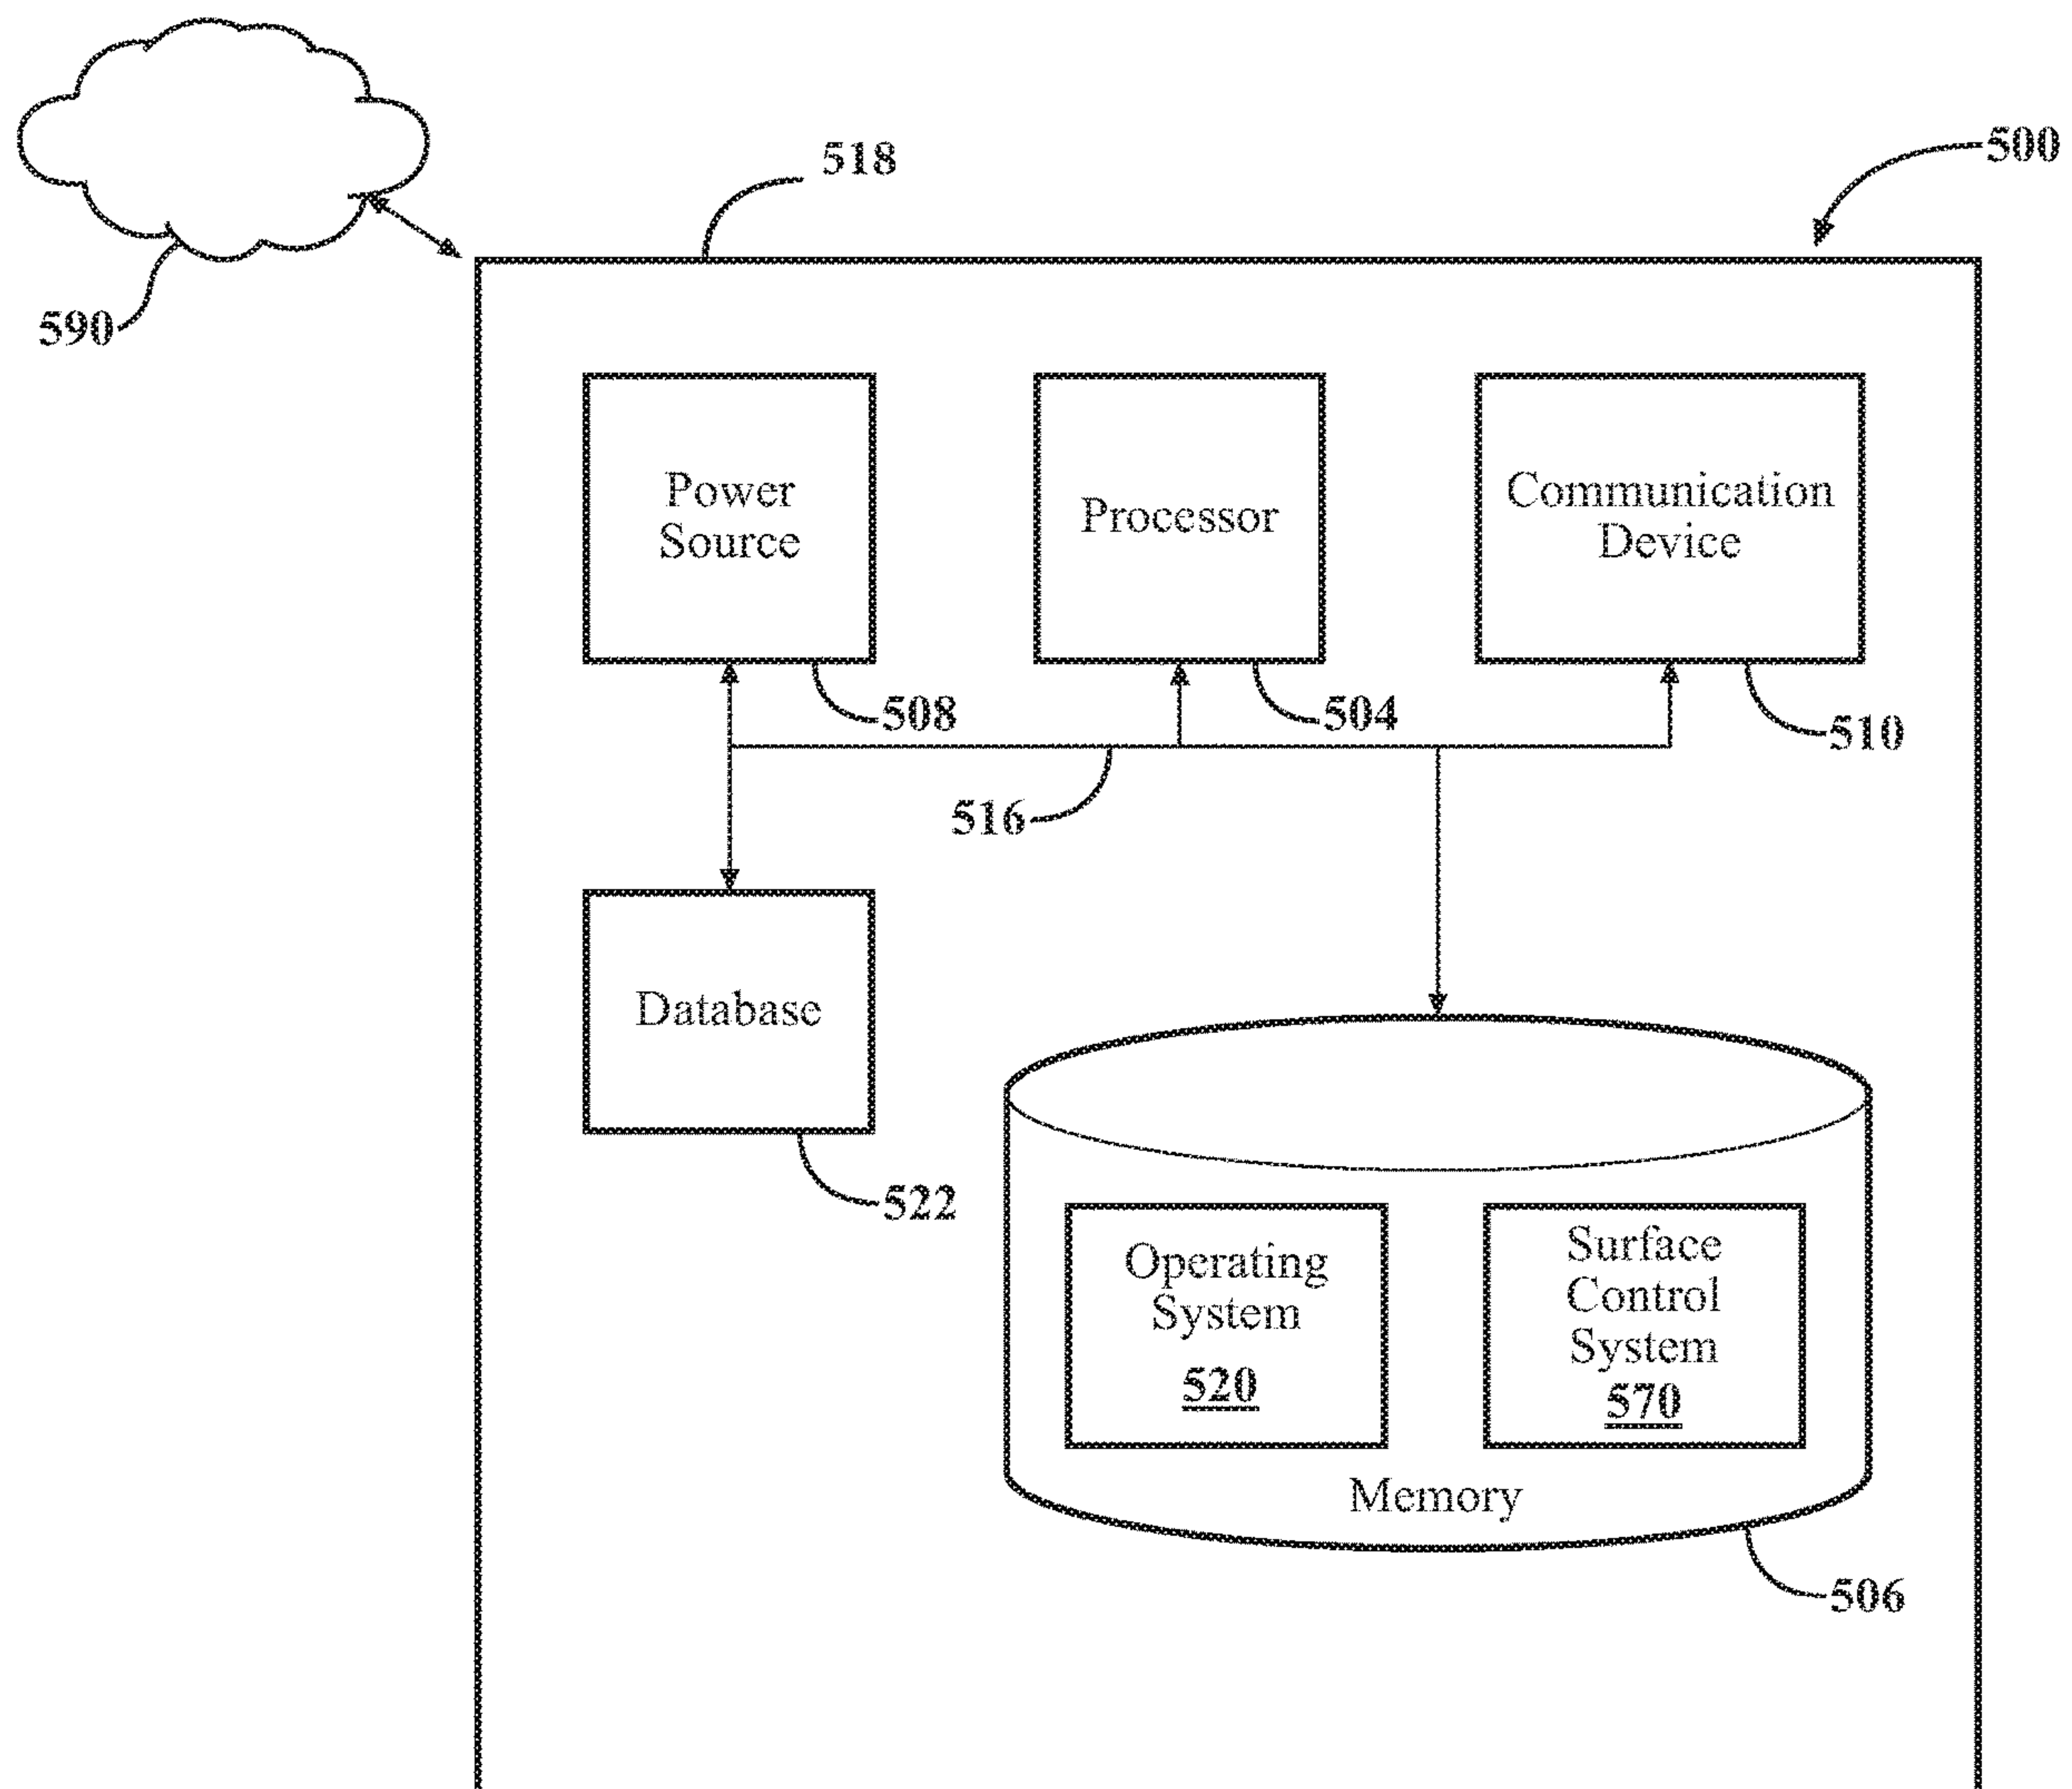 518
500
590
Power
Source
Processor
Communication
Device
508
504
510
516
Database
522
Operating
System
520
Surface
Control
System
570
Memory
506